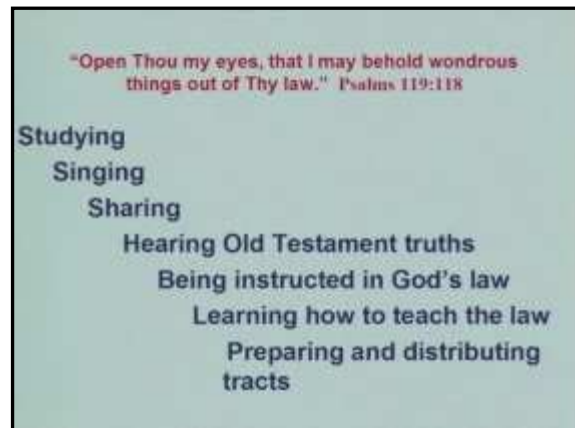 “Open Thou my eyes, that I may behold wondrous
things out of Thy law.” Psalms 119:118
Studying
Singing
Sharing
Hearing Old Testament truths
Being instructed in God’s law
Learning how to teach the law
Preparing and distributing
tracts